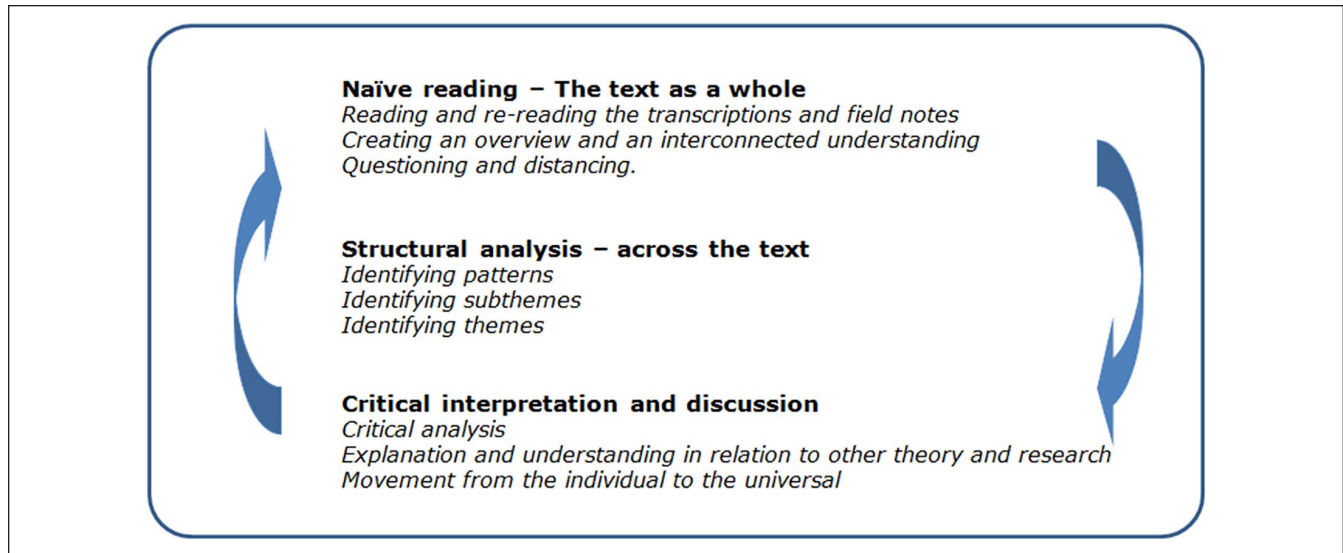 Naïve reading – The text as a whole
Reading and re-reading the transcriptions and field notes
Creating an overview and an interconnected understanding
Questioning and distancing.
Structural analysis – across the text
Identifying patterns
Identifying subthemes
Identifying themes
Critical interpretation and discussion
Critical analysis
Explanation and understanding in relation to other theory and research
Movement from the individual to the universal